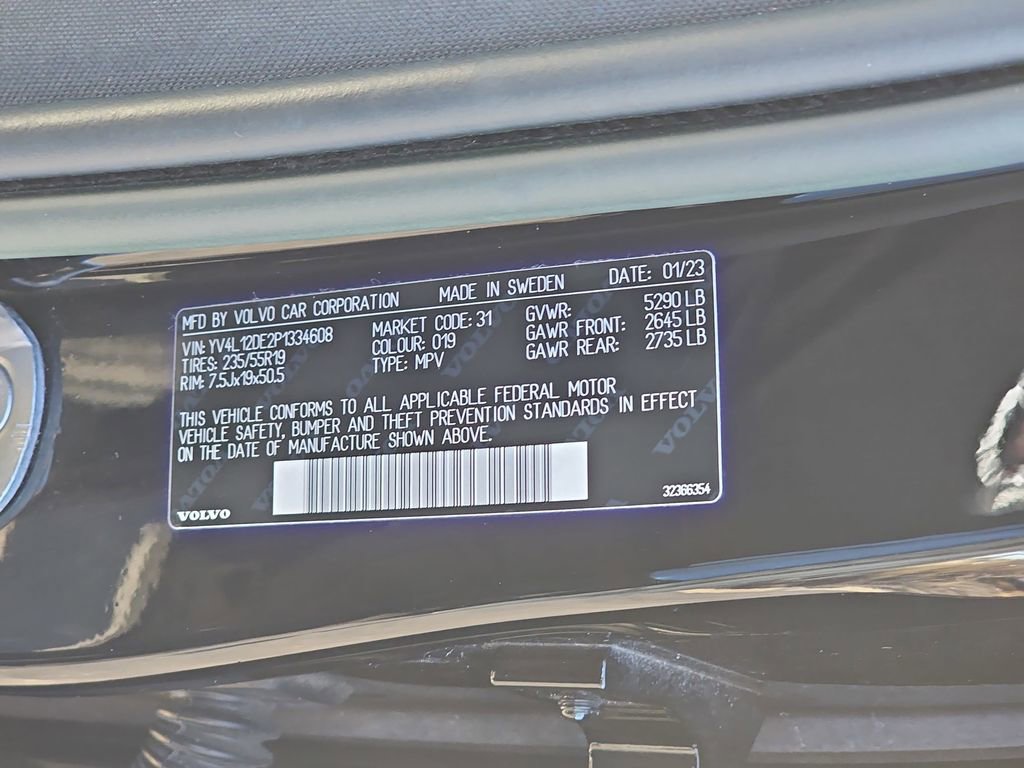 MFD BY VOLVO CAR CORPORATION MADE IN SWEDEN DATE: 01/23
VIN: YV4L12DE2P1334608 MARKET CODE: 31 GVWR: 5290 LB
TIRES: 235/55R19 COLOUR: 019 GAWR FRONT: 2645 LB
RIM: 7.5Jx19x50.5 TYPE: MPV GAWR REAR: 2735 LB
THIS VEHICLE CONFORMS TO ALL APPLICABLE FEDERAL MOTOR
VEHICLE SAFETY, BUMPER AND THEFT PREVENTION STANDARDS IN EFFECT
ON THE DATE OF MANUFACTURE SHOWN ABOVE.
VOLVO 32366354